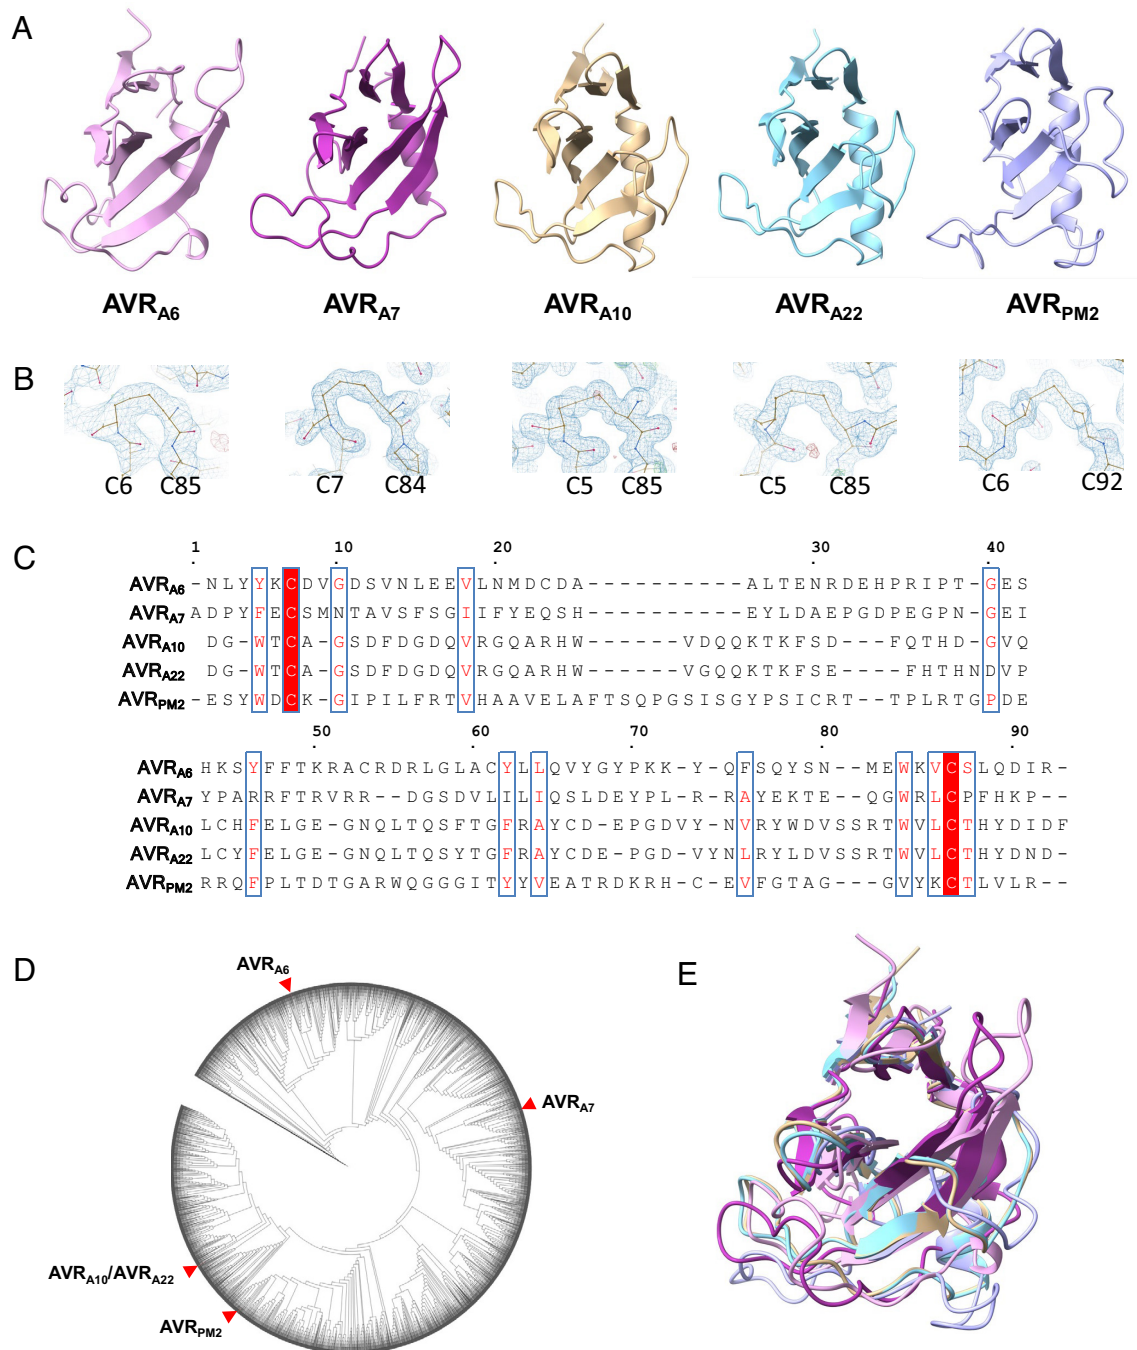 A
AVRA6 AVRA7 AVRA10 AVRA22 AVRPM2
B
C6 C85 C7 C84 C5 C85 C5 C85 C6 C92
C
1 10 20 30 40
AVRA6 -NLYYKCDVGDSVNLEEVLNMDCDA----------ALTENRDEHPRIPT-GES
AVRA7 ADPYFECSMNTAVSFSGIIFYEQSH----------EYLDAEPGDPEGPN-GEI
AVRA10 -DG-WTCA-GSDFDGDQVRGQARHW------VDQQKTKFSD---FQTHD-GVQ
AVRA22 -DG-WTCA-GSDFDGDQVRGQARHW------VGQQKTKFSE---FHTHNDVP
AVRPM2 -ESYWDCK-GIPILFRTVHAAVELAFTSQPGSISGYPSICRT--TPLRTGPDE
50 60 70 80 90
AVRA6 HKSYFFTKRACRDRLGLACYLLQVYGYPKK-Y-QFSQYSN---MEWKVCSLQDIR-
AVRA7 YPARRFTRVRR--DGSDVLILIQSLDEYPL-R--AYEKTE---QGWRLCPFHKP--
AVRA10 LCHFELGE-GNQLTQSFTGFRAYCD-EPGDVY-NVRYWDVSSRTWVLCTHYDIDF
AVRA22 LCYFELGE-GNQLTQSYTGFRAYCDE-PGD-VYNLRYLDVSSRTWVLCTHYDND-
AVRPM2 RRQFPLTDTGARWQGGGITYYVEATRDKRH-C-EVFGTAG---GVYKCTLVLR--
D
AVRA6
AVRA7
AVRA10/AVRA22
AVRPM2
E